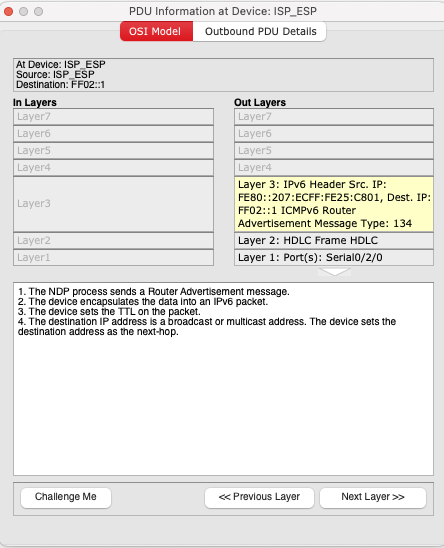 PDU Information at Device: ISP_ESP
OSI Model
Outbound PDU Details
At Device: ISP_ESP
Source: ISP_ESP
Destination: FF02::1
In Layers
Layer7
Layer6
Layer5
Layer4
Layer3
Layer2
Layer1
Out Layers
Layer7
Layer6
Layer5
Layer4
Layer 3: IPv6 Header Src. IP:
FE80::207:ECFF:FE25:C801, Dest. IP:
FF02::1 ICMPv6 Router
Advertisement Message Type: 134
Layer 2: HDLC Frame HDLC
Layer 1: Port(s): Serial0/2/0
1. The NDP process sends a Router Advertisement message.
2. The device encapsulates the data into an IPv6 packet.
3. The device sets the TTL on the packet.
4. The destination IP address is a broadcast or multicast address. The device sets the
destination address as the next-hop.
Challenge Me
<< Previous Layer
Next Layer >>